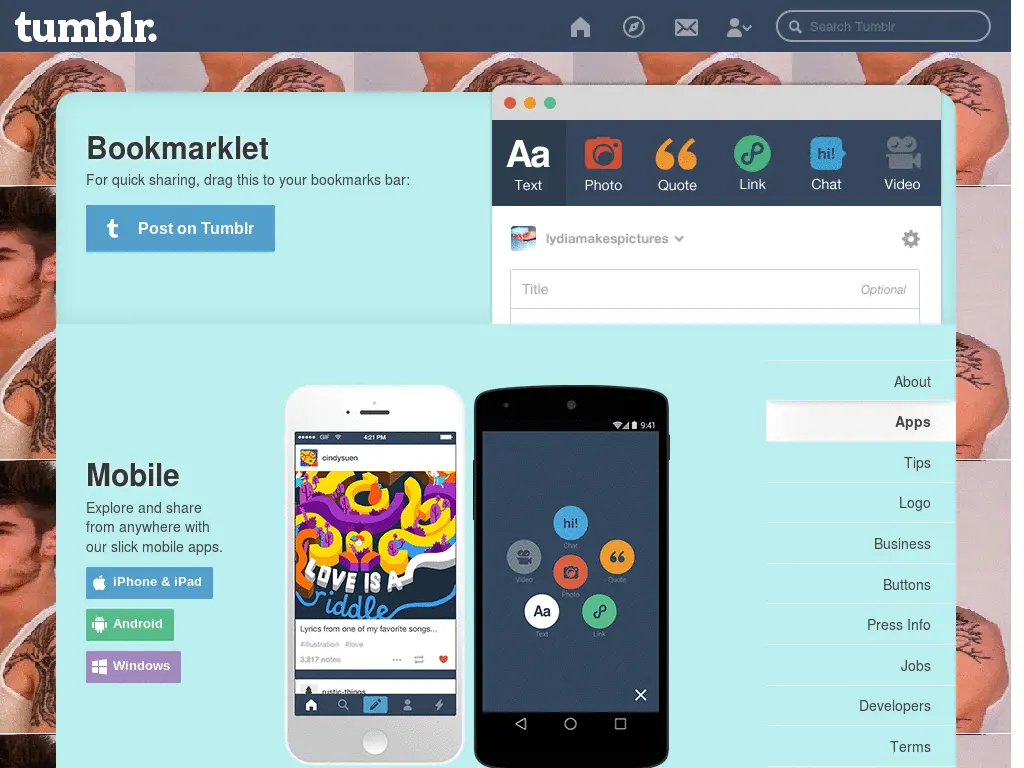 tumblr.
Search Tumblr
Bookmarklet
For quick sharing, drag this to your bookmarks bar:
t Post on Tumblr
Aa
Text
Photo
Quote
Link
hi!
Chat
Video
lydiamakespictures
Title
Optional
About
Apps
Tips
Logo
Business
Buttons
Press Info
Jobs
Developers
Terms
Mobile
Explore and share
from anywhere with
our slick mobile apps.
iPhone & iPad
Android
Windows
GIF 4:21 PM
cindysuen
LOVE IS A
riddle
Lyrics from one of my favorite songs...
#illustration #love
3,217 notes
rustic-things
9:41
hi!
Chat
Video
Quote
Photo
Aa
Text
Link